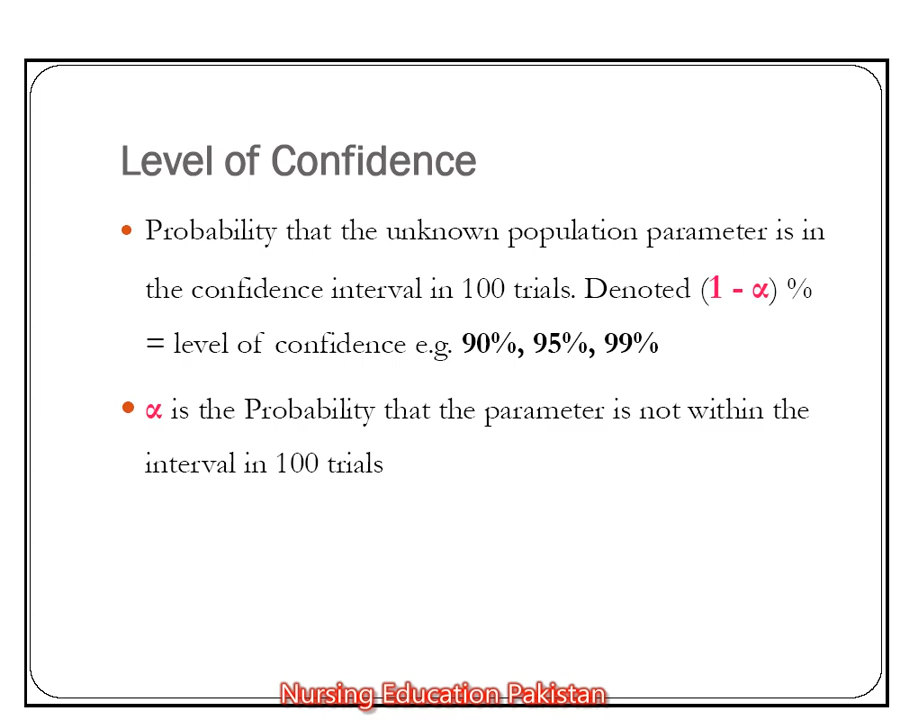 Level of Confidence
• Probability that the unknown population parameter is in
the confidence interval in 100 trials. Denoted (1 - α) %
= level of confidence e.g. 90%, 95%, 99%
• α is the Probability that the parameter is not within the
interval in 100 trials
Nursing Education Pakistan